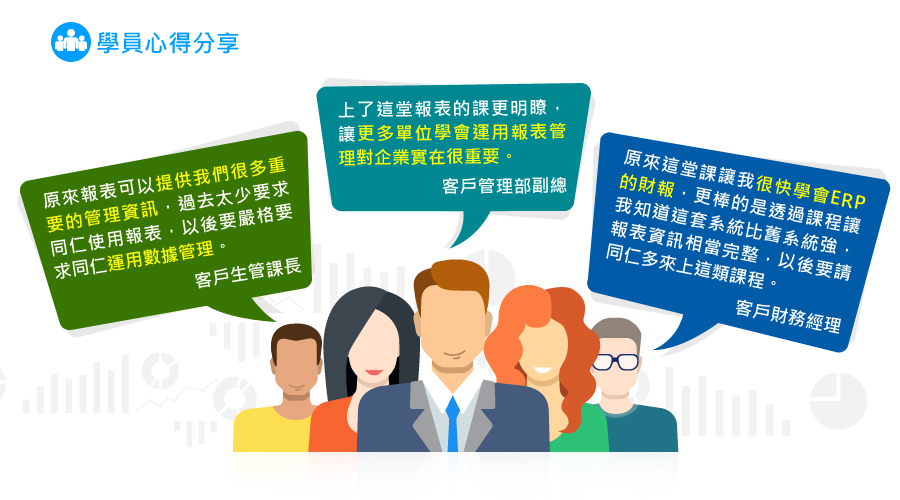 學員心得分享
原來報表可以提供我們很多重
要的管理資訊，過去太少要求
同仁使用報表，以後要嚴格要
求同仁運用數據管理。
客戶生管課長
上了這堂報表的課更明瞭，
讓更多單位學會運用報表管
理對企業實在很重要。
客戶管理部副總
原來這堂課讓我很快學會ERP
的財報，更棒的是透過課程讓
我知道這套系統比舊系統強，
報表資訊相當完整，以後要請
同仁多來上這類課程。
客戶財務經理